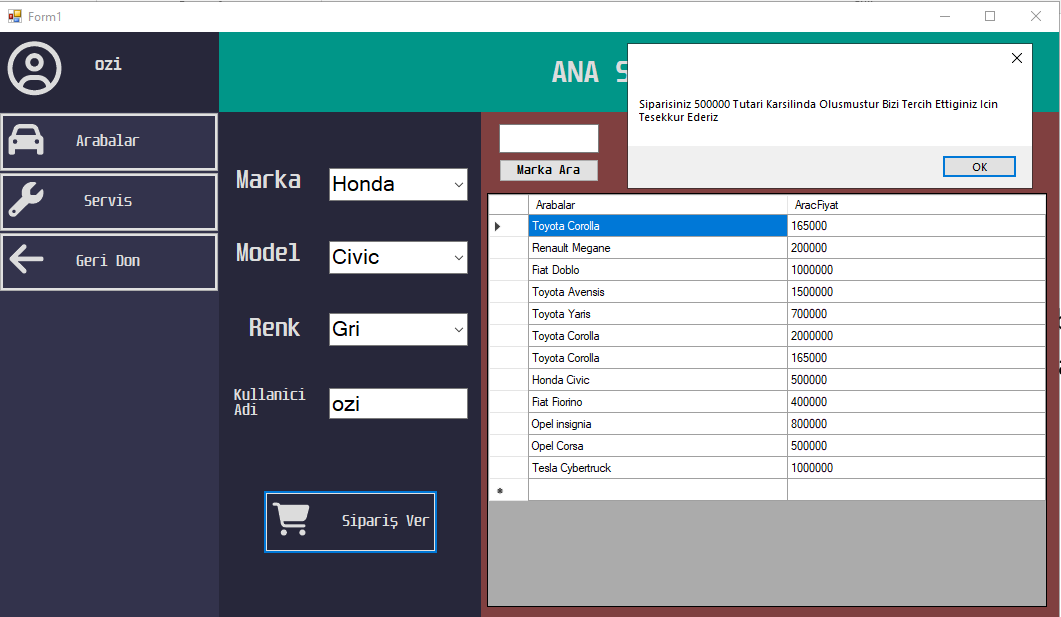 Form1
ozi
ANA S
Siparisiniz 500000 Tutari Karsilinda Olusmustur Bizi Tercih Ettiginiz Icin
Tesekkur Ederiz
OK
Arabalar
Servis
Geri Don
Marka
Honda
Model
Civic
Renk
Gri
Kullanici
Adi
ozi
Sipariş Ver
Marka Ara
Arabalar AracFiyat
Toyota Corolla 165000
Renault Megane 200000
Fiat Doblo 1000000
Toyota Avensis 1500000
Toyota Yaris 700000
Toyota Corolla 2000000
Toyota Corolla 165000
Honda Civic 500000
Fiat Fiorino 400000
Opel insignia 800000
Opel Corsa 500000
Tesla Cybertruck 1000000